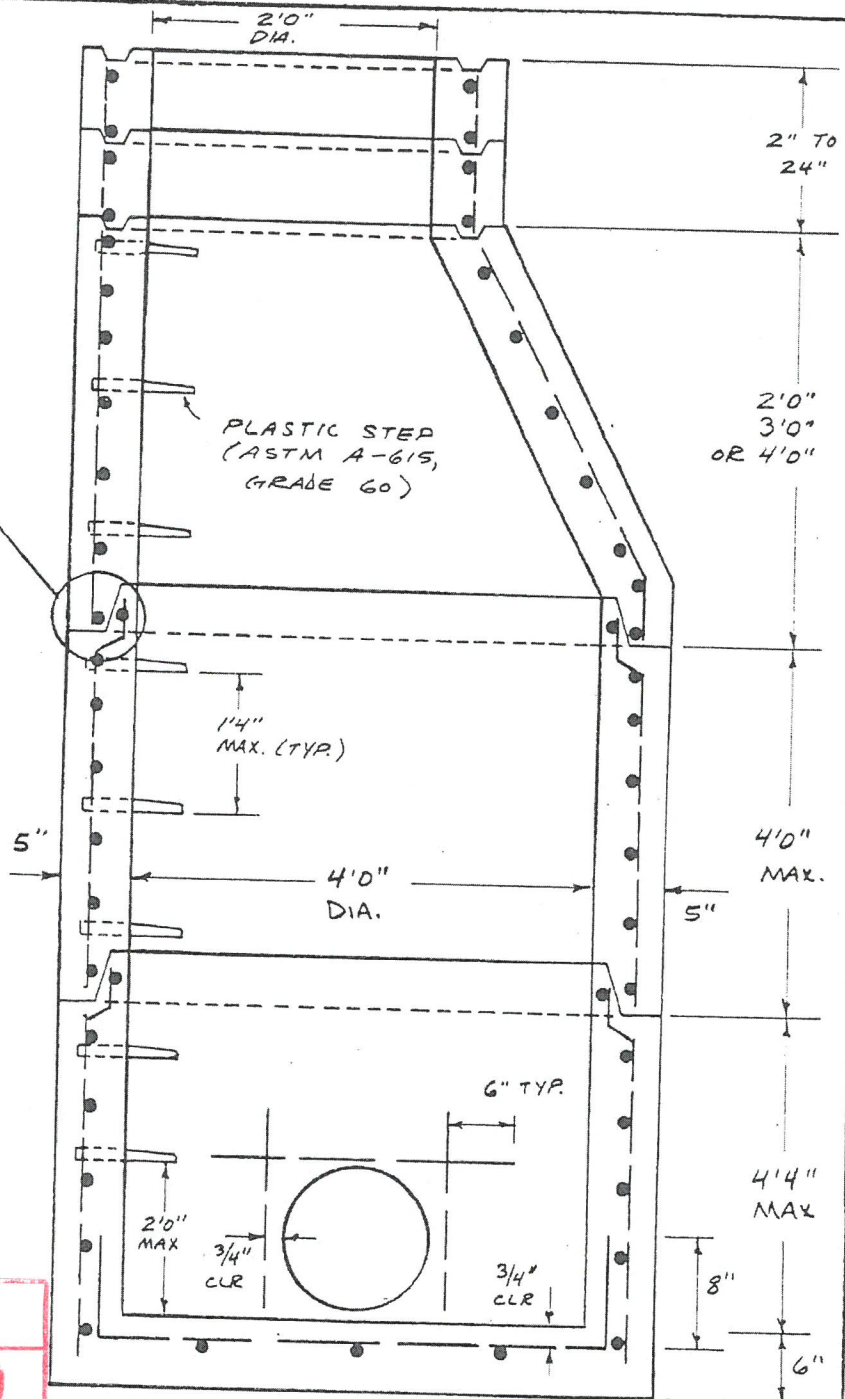 2'0"
DIA.
2" TO
24"
2'0"
3'0"
OR 4'0"
PLASTIC STEP
(ASTM A-615,
GRADE 60)
1'4"
MAX. (TYP.)
5"
4'0"
DIA.
5"
4'0"
MAX.
6" TYP.
4'4"
MAX
2'0"
MAX
3/4"
CLR
3/4"
CLR
8"
6"